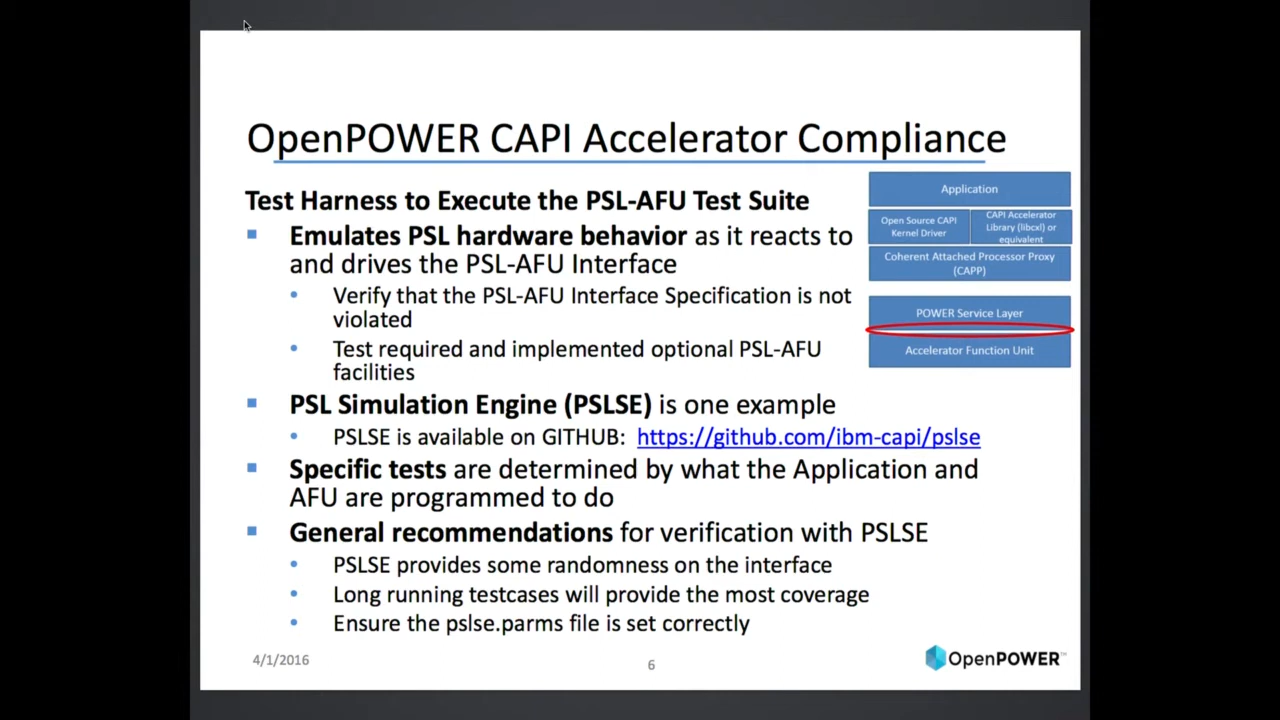 OpenPOWER CAPI Accelerator Compliance
Test Harness to Execute the PSL-AFU Test Suite
Emulates PSL hardware behavior as it reacts to
and drives the PSL-AFU Interface
Verify that the PSL-AFU Interface Specification is not
violated
Test required and implemented optional PSL-AFU
facilities
PSL Simulation Engine (PSLSE) is one example
PSLSE is available on GITHUB: https://github.com/ibm-capi/pslse
Specific tests are determined by what the Application and
AFU are programmed to do
General recommendations for verification with PSLSE
PSLSE provides some randomness on the interface
Long running testcases will provide the most coverage
Ensure the pslse.parms file is set correctly
Application
Open Source CAPI
Kernel Driver
CAPI Accelerator
Library (libcxl) or
equivalent
Coherent Attached Processor Proxy
(CAPP)
POWER Service Layer
Accelerator Function Unit
4/1/2016
6
OpenPOWER™